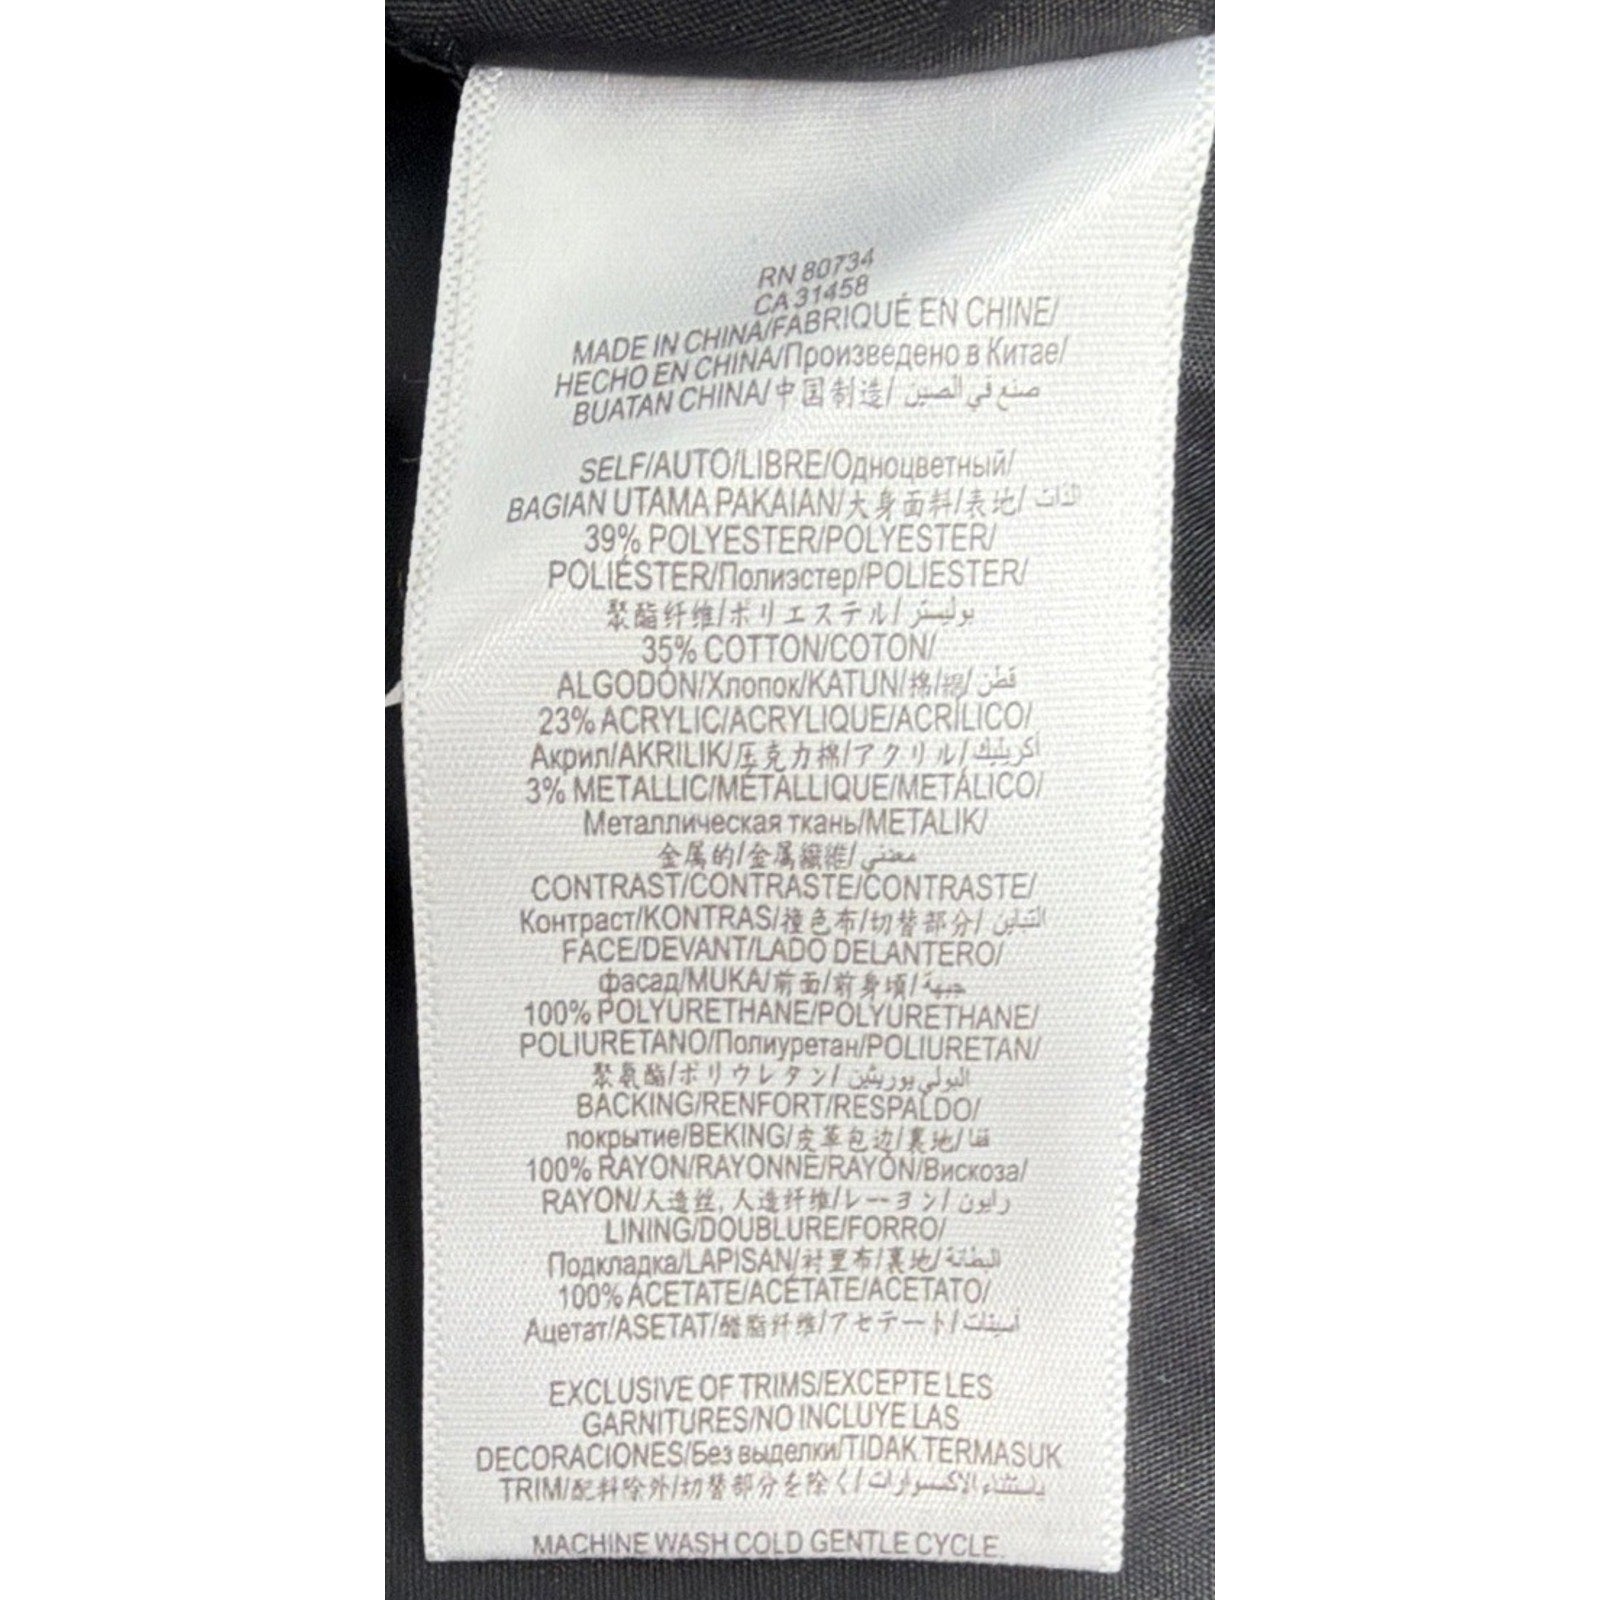 RN 80734
CA 31458
MADE IN CHINA/FABRIQUÉ EN CHINE/
HECHO EN CHINA/Произведено в Китае/
BUATAN CHINA/中国制造/ صنع في الصين
SELF/AUTO/LIBRE/Одноцветный/
BAGIAN UTAMA PAKAIAN/大身面料/表地/ الذات
39% POLYESTER/POLYESTER/
POLIÉSTER/Полиэстер/POLIESTER/
聚酯纤维/ポリエステル/ بوليستر
35% COTTON/COTON/
ALGODÓN/Хлопок/KATUN/棉/綿/ قطن
23% ACRYLIC/ACRYLIQUE/ACRÍLICO/
Акрил/AKRILIK/压克力棉/アクリル/ أكريليك
3% METALLIC/MÉTALLIQUE/METÁLICO/
Металлическая ткань/METALIK/
金属的/金属繊維/ معدني
CONTRAST/CONTRASTE/CONTRASTE/
Контраст/KONTRAS/撞色布/切替部分/ التباين
FACE/DEVANT/LADO DELANTERO/
фасад/MUKA/前面/前身頃/ جبهة
100% POLYURETHANE/POLYURETHANE/
POLIURETANO/Полиуретан/POLIURETAN/
聚氨酯/ポリウレタン/ البولي يوريثين
BACKING/RENFORT/RESPALDO/
покрытие/BEKING/皮革包边/裏地/ قفا
100% RAYON/RAYONNE/RAYÓN/Вискоза/
RAYON/人造丝, 人造纤维/レーヨン/ رايون
LINING/DOUBLURE/FORRO/
Подкладка/LAPISAN/衬里布/裏地/ البطانة
100% ACETATE/ACÉTATE/ACETATO/
Ацетат/ASETAT/醋脂纤维/アセテート/ أسيتات
EXCLUSIVE OF TRIMS/EXCEPTE LES
GARNITURES/NO INCLUYE LAS
DECORACIONES/Без выделки/TIDAK TERMASUK
TRIM/配料除外/切替部分を除く/ باستثناء الإكسسوارات
MACHINE WASH COLD GENTLE CYCLE.